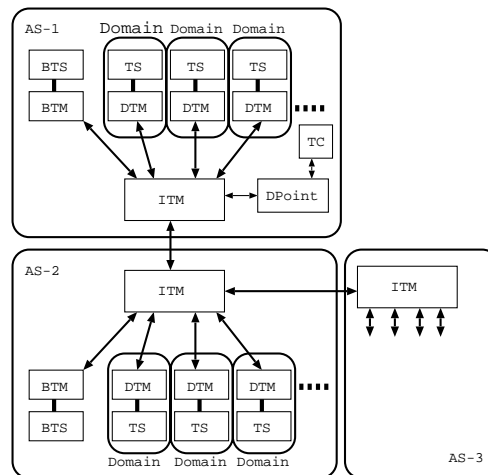 AS-1
Domain Domain Domain
BTS TS TS TS
BTM DTM DTM DTM
TC
ITM DPoint
AS-2
ITM ITM
BTM DTM DTM DTM
BTS TS TS TS
Domain Domain Domain
AS-3